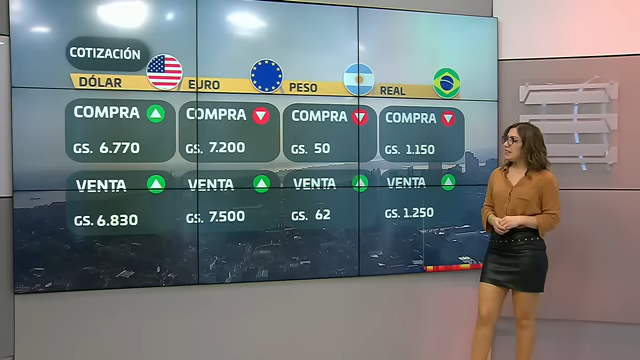 COTIZACIÓN
DÓLAR EURO PESO REAL
COMPRA COMPRA COMPRA COMPRA
GS. 6.770 GS. 7.200 GS. 50 GS. 1.150
VENTA VENTA VENTA VENTA
GS. 6.830 GS. 7.500 GS. 62 GS. 1.250